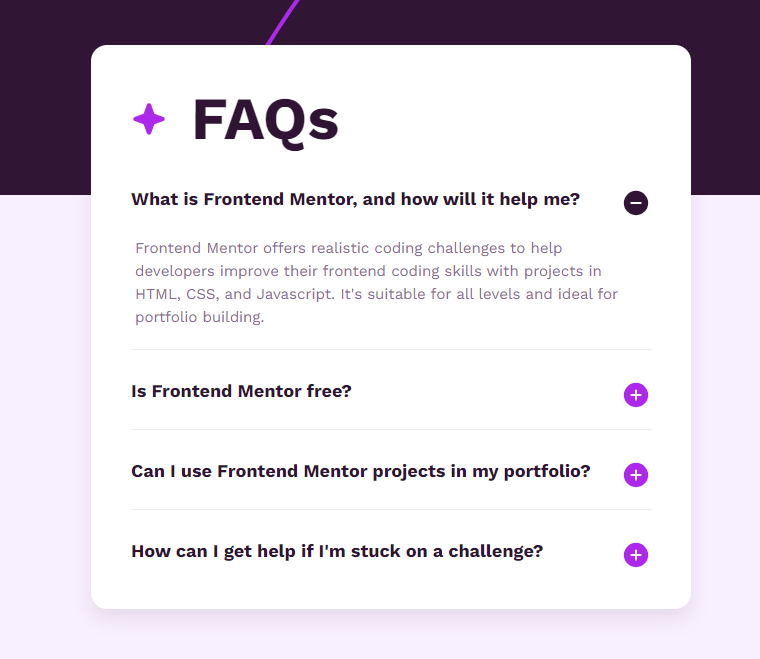 FAQs
What is Frontend Mentor, and how will it help me?
Frontend Mentor offers realistic coding challenges to help
developers improve their frontend coding skills with projects in
HTML, CSS, and Javascript. It's suitable for all levels and ideal for
portfolio building.
Is Frontend Mentor free?
Can I use Frontend Mentor projects in my portfolio?
How can I get help if I'm stuck on a challenge?